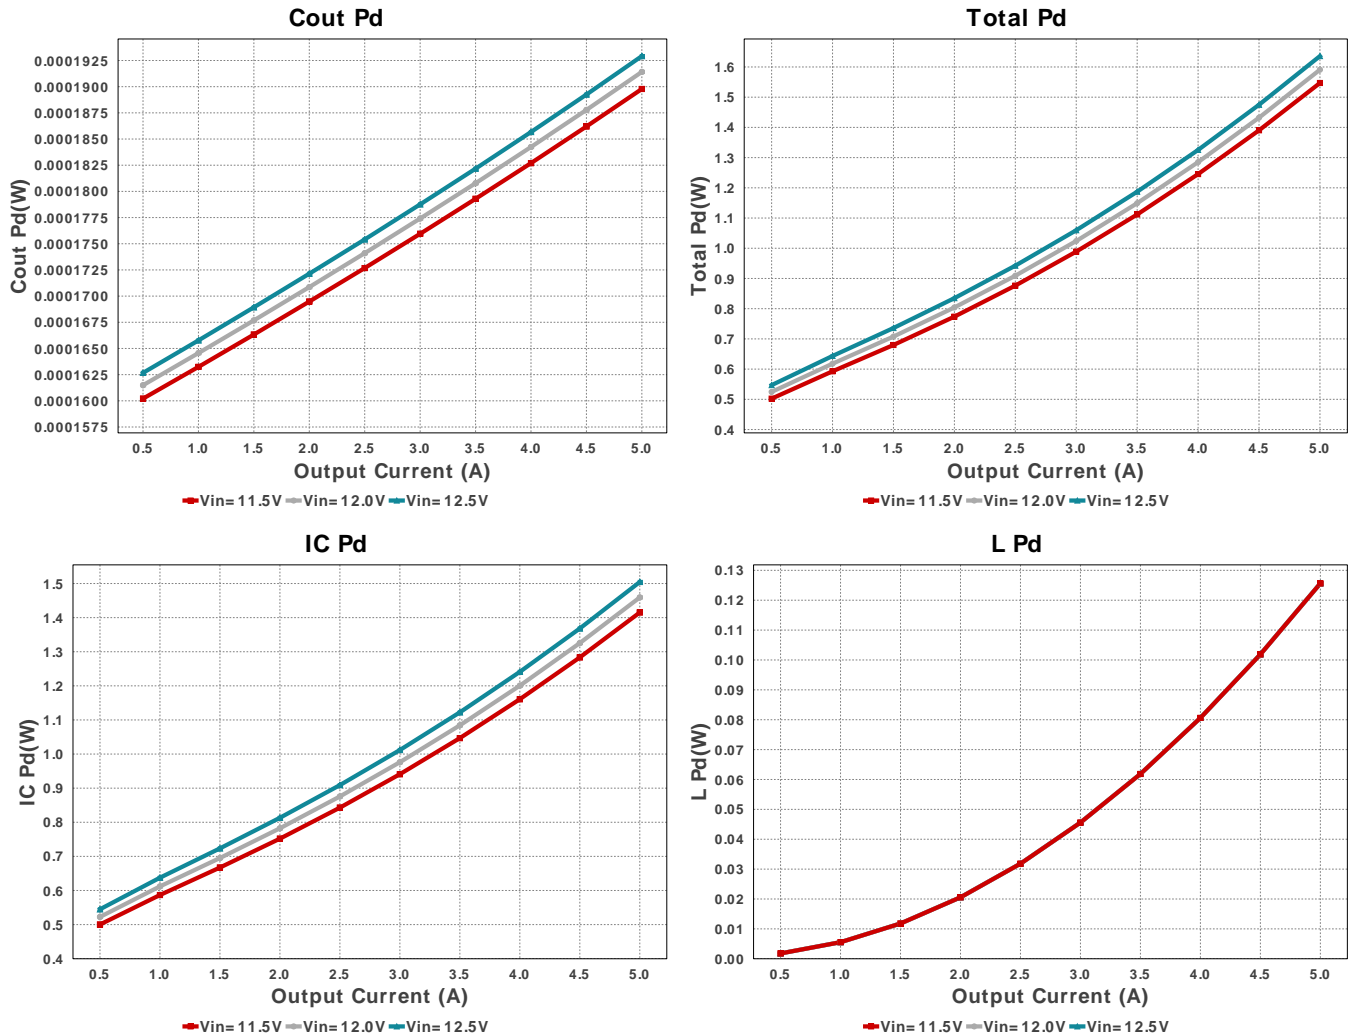 Cout Pd
Cout Pd(W)
0.0001925
0.0001900
0.0001875
0.0001850
0.0001825
0.0001800
0.0001775
0.0001750
0.0001725
0.0001700
0.0001675
0.0001650
0.0001625
0.0001600
0.0001575
0.5 1.0 1.5 2.0 2.5 3.0 3.5 4.0 4.5 5.0
Output Current (A)
Vin=11.5V Vin=12.0V Vin=12.5V
Total Pd
Total Pd(W)
1.6
1.5
1.4
1.3
1.2
1.1
1.0
0.9
0.8
0.7
0.6
0.5
0.4
0.5 1.0 1.5 2.0 2.5 3.0 3.5 4.0 4.5 5.0
Output Current (A)
Vin=11.5V Vin=12.0V Vin=12.5V
IC Pd
IC Pd(W)
1.5
1.4
1.3
1.2
1.1
1.0
0.9
0.8
0.7
0.6
0.5
0.4
0.5 1.0 1.5 2.0 2.5 3.0 3.5 4.0 4.5 5.0
Output Current (A)
Vin=11.5V Vin=12.0V Vin=12.5V
L Pd
L Pd(W)
0.13
0.12
0.11
0.10
0.09
0.08
0.07
0.06
0.05
0.04
0.03
0.02
0.01
0.00
0.5 1.0 1.5 2.0 2.5 3.0 3.5 4.0 4.5 5.0
Output Current (A)
Vin=11.5V Vin=12.0V Vin=12.5V